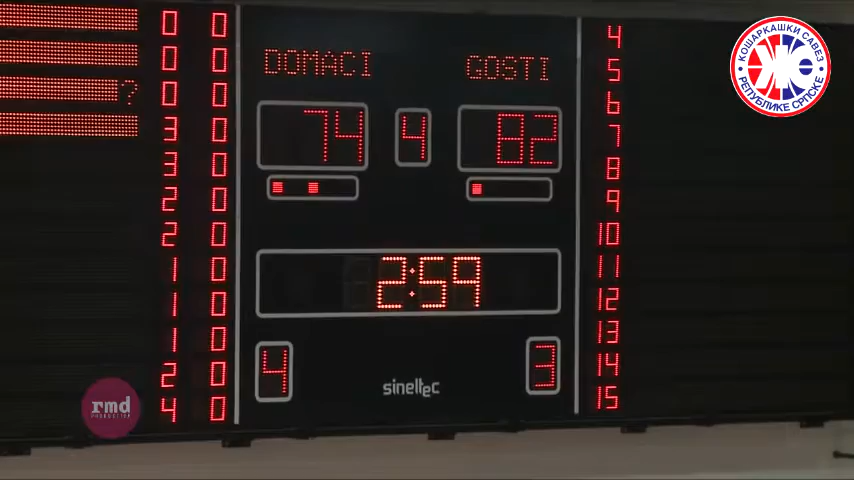 0 0 4
0 0 5
DOMACI GOSTI
0 0 6
? 
3 0 7
74 4 82
3 0 8
2 0 9
2 0 10
1 0 11
2:59
1 0 12
1 0 13
2 0 14
4 3
4 0 15
sineltec
КОШАРКАШКИ САВЕЗ
РЕПУБЛИКЕ СРПСКЕ
rmd
PRODUCTION